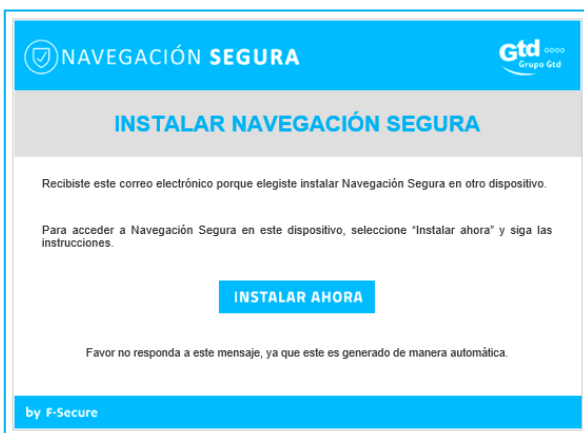 NAVEGACIÓN SEGURA
Gtd
Grupo Gtd
INSTALAR NAVEGACIÓN SEGURA
Recibiste este correo electrónico porque elegiste instalar Navegación Segura en otro dispositivo.
Para acceder a Navegación Segura en este dispositivo, seleccione “Instalar ahora” y siga las
instrucciones.
INSTALAR AHORA
Favor no responda a este mensaje, ya que este es generado de manera automática.
by F-Secure